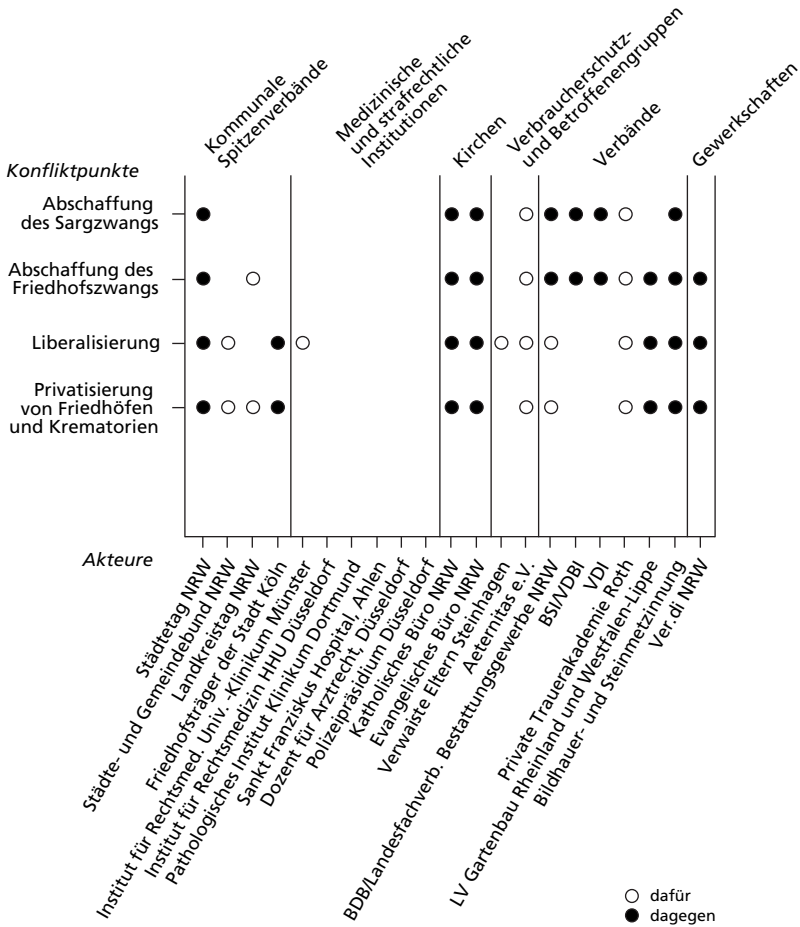 Kommunale
Spitzenverbände
Medizinische
und strafrechtliche
Institutionen
Kirchen
Verbraucherschutz-
und Betroffenengruppen
Verbände
Gewerkschaften
Konfliktpunkte
Abschaffung
des Sargzwangs
Abschaffung des
Friedhofszwangs
Liberalisierung
Privatisierung
von Friedhöfen
und Krematorien
Akteure
Städtetag NRW
Städte- und Gemeindebund NRW
Landkreistag NRW
Friedhofsträger der Stadt Köln
Institut für Rechtsmed. Univ. -Klinikum Münster
Institut für Rechtsmedizin HHU Düsseldorf
Pathologisches Institut Klinikum Dortmund
Sankt Franziskus Hospital, Ahlen
Dozent für Arztrecht, Düsseldorf
Polizeipräsidium Düsseldorf
Katholisches Büro NRW
Evangelisches Büro NRW
Verwaiste Eltern Steinhagen
Aeternitas e.V.
BDB/Landesfachverb. Bestattungsgewerbe NRW
BSI/VDBI
VDI
Private Trauerakademie Roth
LV Gartenbau Rheinland und Westfalen-Lippe
Bildhauer- und Steinmetzinnung
Ver.di NRW
dafür
dagegen